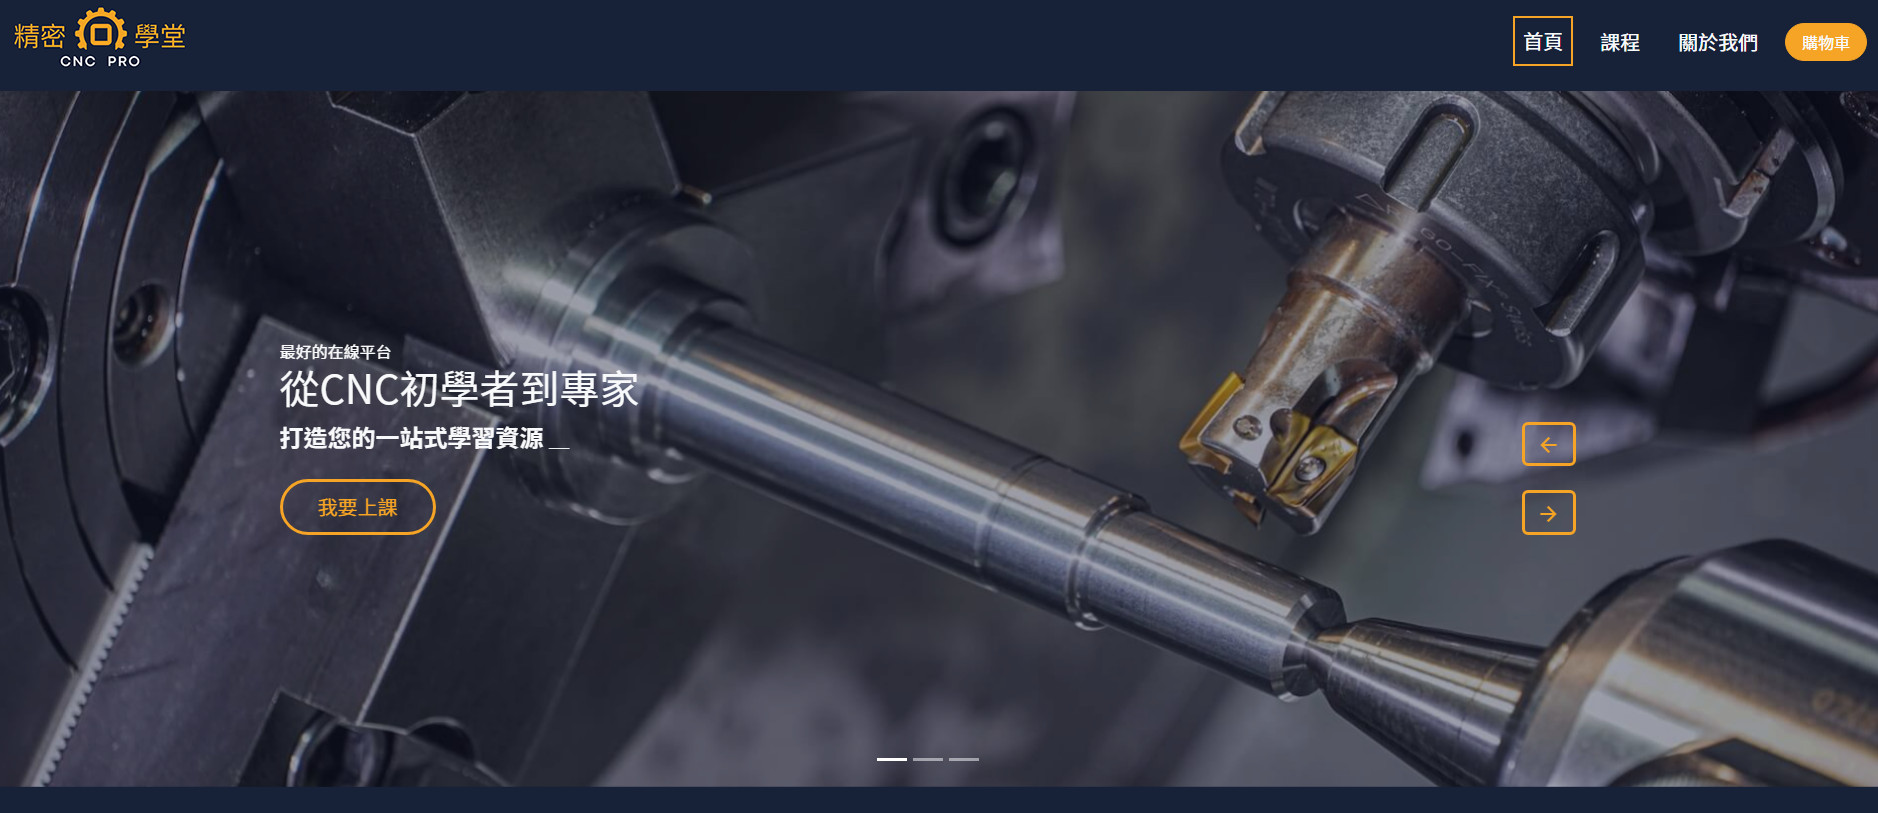 精密 學堂
CNC PRO
首頁
課程
關於我們
購物車
最好的在線平台
從CNC初學者到專家
打造您的一站式學習資源 __
我要上課